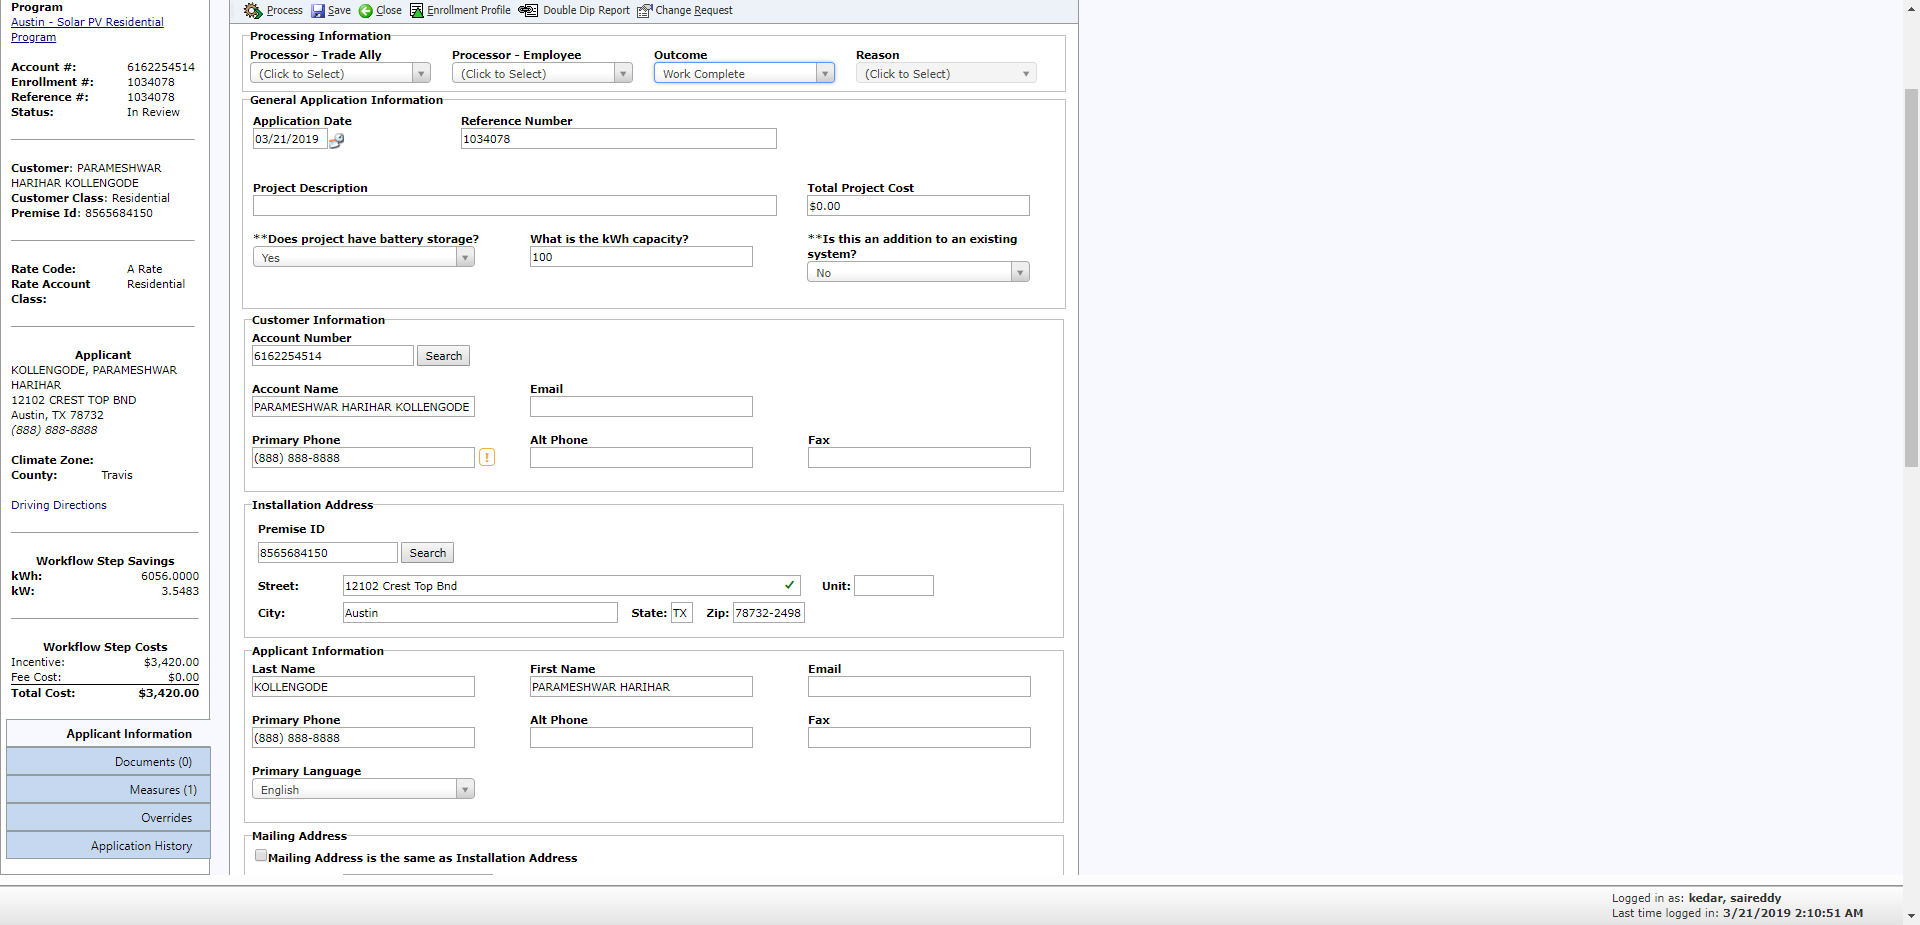 Program
Austin - Solar PV Residential
Program
Account #: 6162254514
Enrollment #: 1034078
Reference #: 1034078
Status: In Review
Customer: PARAMESHWAR
HARIHAR KOLLENGODE
Customer Class: Residential
Premise Id: 8565684150
Rate Code: A Rate
Rate Account Residential
Class:
Applicant
KOLLENGODE, PARAMESHWAR
HARIHAR
12102 CREST TOP BND
Austin, TX 78732
(888) 888-8888
Climate Zone:
County: Travis
Driving Directions
Workflow Step Savings
kWh: 6056.0000
kW: 3.5483
Workflow Step Costs
Incentive: $3,420.00
Fee Cost: $0.00
Total Cost: $3,420.00
Applicant Information
Documents (0)
Measures (1)
Overrides
Application History
Process Save Close Enrollment Profile Double Dip Report Change Request
Processing Information
Processor - Trade Ally Processor - Employee Outcome Reason
(Click to Select) (Click to Select) Work Complete (Click to Select)
General Application Information
Application Date Reference Number
03/21/2019 1034078
Project Description Total Project Cost
$0.00
**Does project have battery storage? What is the kWh capacity? **Is this an addition to an existing
system?
Yes 100 No
Customer Information
Account Number
6162254514 Search
Account Name Email
PARAMESHWAR HARIHAR KOLLENGODE
Primary Phone Alt Phone Fax
(888) 888-8888 !
Installation Address
Premise ID
8565684150 Search
Street: 12102 Crest Top Bnd Unit:
City: Austin State: TX Zip: 78732-2498
Applicant Information
Last Name First Name Email
KOLLENGODE PARAMESHWAR HARIHAR
Primary Phone Alt Phone Fax
(888) 888-8888
Primary Language
English
Mailing Address
Mailing Address is the same as Installation Address
Logged in as: kedar, saireddy
Last time logged in: 3/21/2019 2:10:51 AM